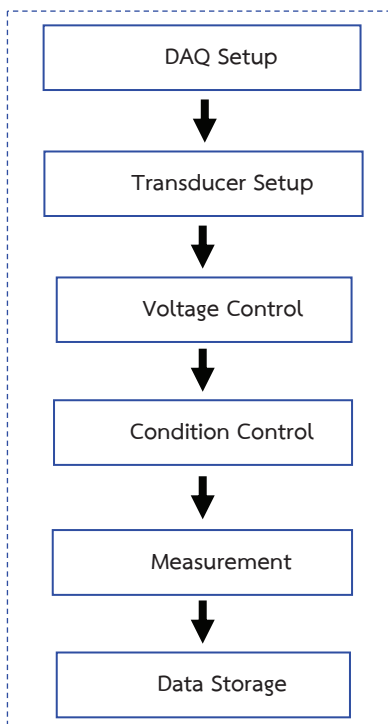 DAQ Setup
Transducer Setup
Voltage Control
Condition Control
Measurement
Data Storage